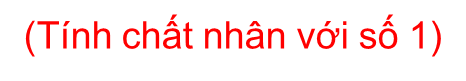 (Tính chất nhân với số 1)